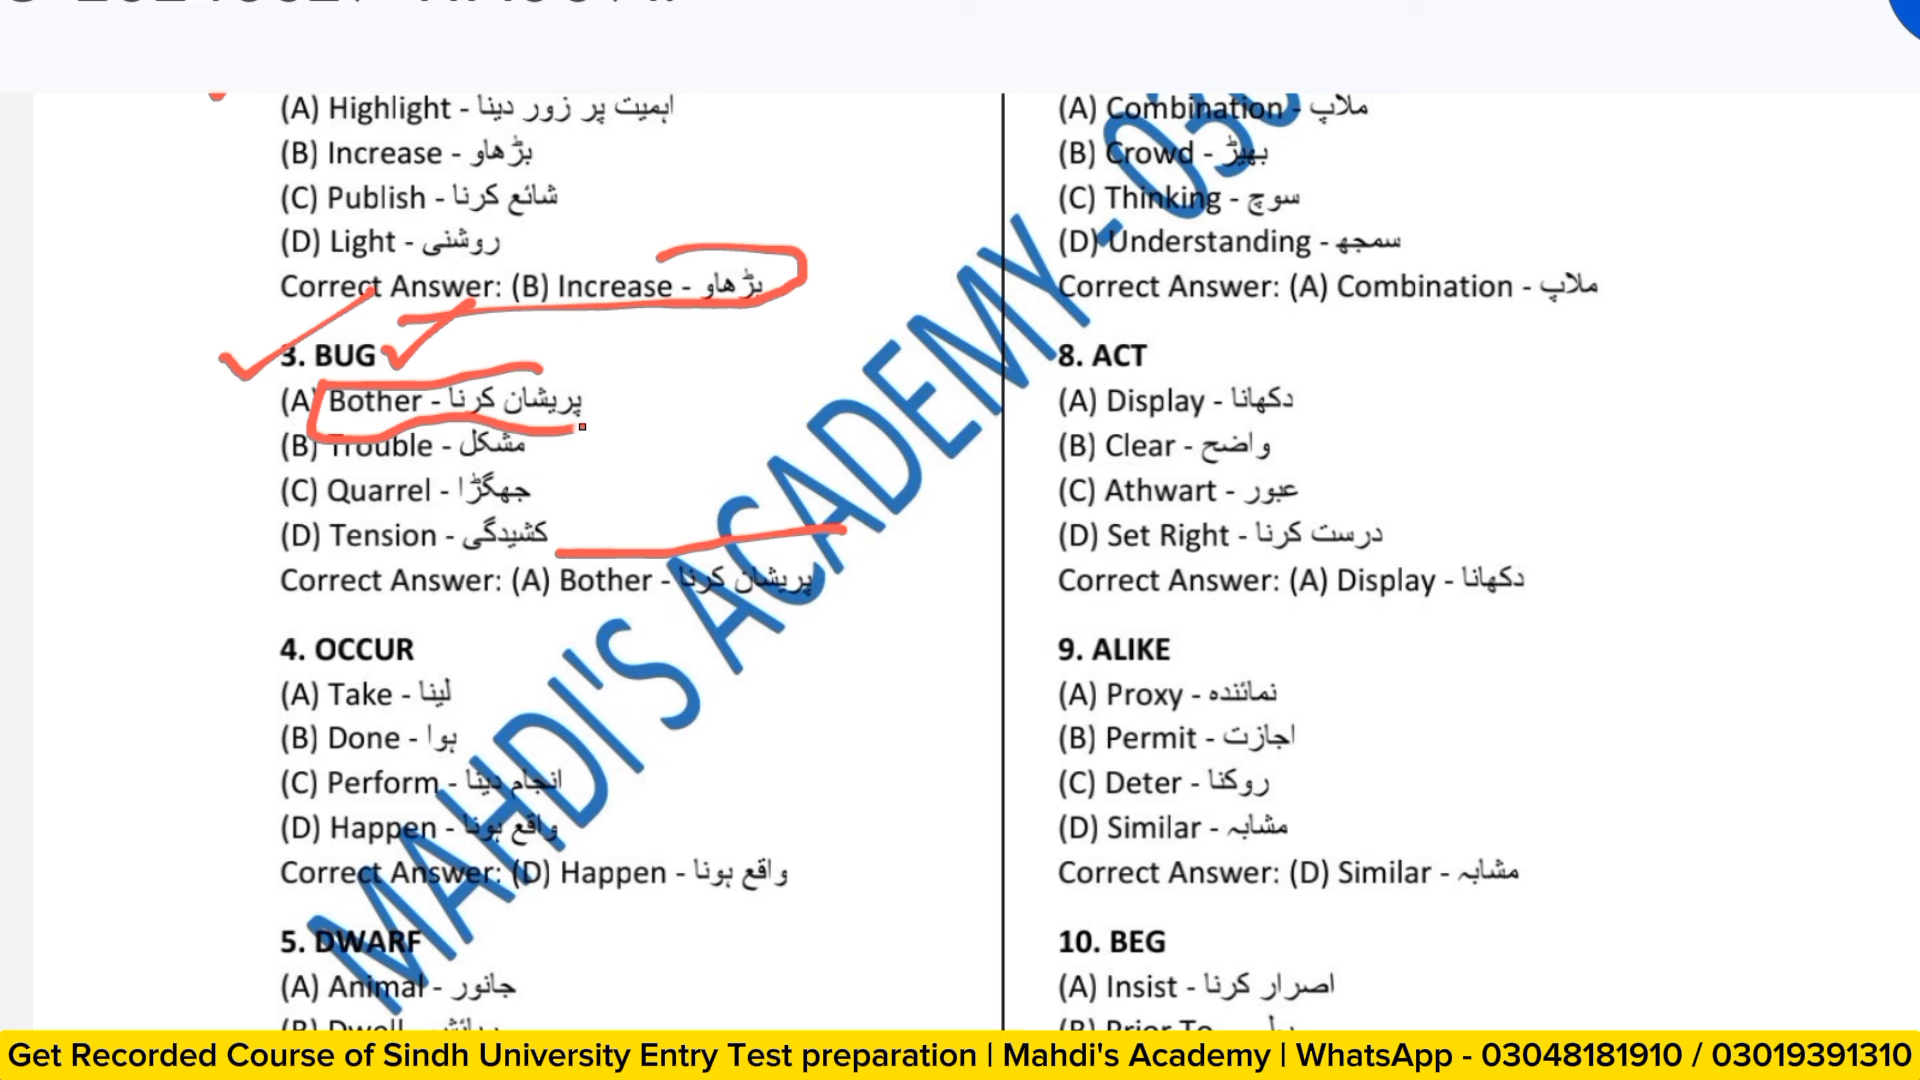 (A) Highlight - اہمیت پر زور دینا
(B) Increase - بڑھاو
(C) Publish - شائع کرنا
(D) Light - روشنی
Correct Answer: (B) Increase - بڑھاو
3. BUG
(A) Bother - پریشان کرنا
(B) Trouble - مشکل
(C) Quarrel - جھگڑا
(D) Tension - کشیدگی
Correct Answer: (A) Bother - پریشان کرنا
4. OCCUR
(A) Take - لینا
(B) Done - ہوا
(C) Perform - انجام دینا
(D) Happen - واقع ہونا
Correct Answer: (D) Happen - واقع ہونا
5. DWARF
(A) Animal - جانور
(B) Dwell -
(A) Combination - ملاپ
(B) Crowd - بھیڑ
(C) Thinking - سوچ
(D) Understanding - سمجھ
Correct Answer: (A) Combination - ملاپ
8. ACT
(A) Display - دکھانا
(B) Clear - واضح
(C) Athwart - عبور
(D) Set Right - درست کرنا
Correct Answer: (A) Display - دکھانا
9. ALIKE
(A) Proxy - نمائندہ
(B) Permit - اجازت
(C) Deter - روکنا
(D) Similar - مشابہ
Correct Answer: (D) Similar - مشابہ
10. BEG
(A) Insist - اصرار کرنا
(B) Prior To -
MAHDI'S ACADEMY - 030
Get Recorded Course of Sindh University Entry Test preparation | Mahdi's Academy | WhatsApp - 03048181910 / 03019391310